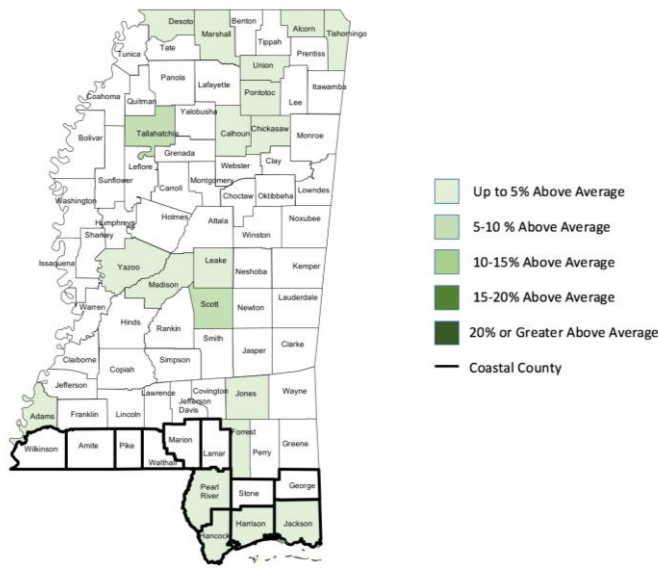 Desoto
Benton
Alcorn
Tishomingo
Marshall
Tippah
Tunica
Tate
Prentiss
Union
Panola
Lafayette
Itawamba
Coahoma
Quitman
Pontotoc
Lee
Yalobusha
Bolivar
Tallahatchia
Calhoun
Chickasaw
Monroe
Grenada
Leflore
Webster
Clay
Sunflower
Carroll
Montgomery
Choctaw
Oktibbeha
Lowndes
Washington
Humphreys
Holmes
Attala
Noxubee
Sharkey
Winston
Issaquena
Yazoo
Leake
Neshoba
Kemper
Madison
Warren
Scott
Newton
Lauderdale
Hinds
Rankin
Smith
Jasper
Clarke
Claiborne
Copiah
Simpson
Jefferson
Lawrence
Covington
Jefferson
Davis
Jones
Wayne
Adams
Franklin
Lincoln
Wilkinson
Amite
Pike
Walthall
Marion
Lamar
Forrest
Perry
Greene
Pearl
River
Stone
George
Hancock
Harrison
Jackson
Up to 5% Above Average
5-10 % Above Average
10-15% Above Average
15-20% Above Average
20% or Greater Above Average
Coastal County